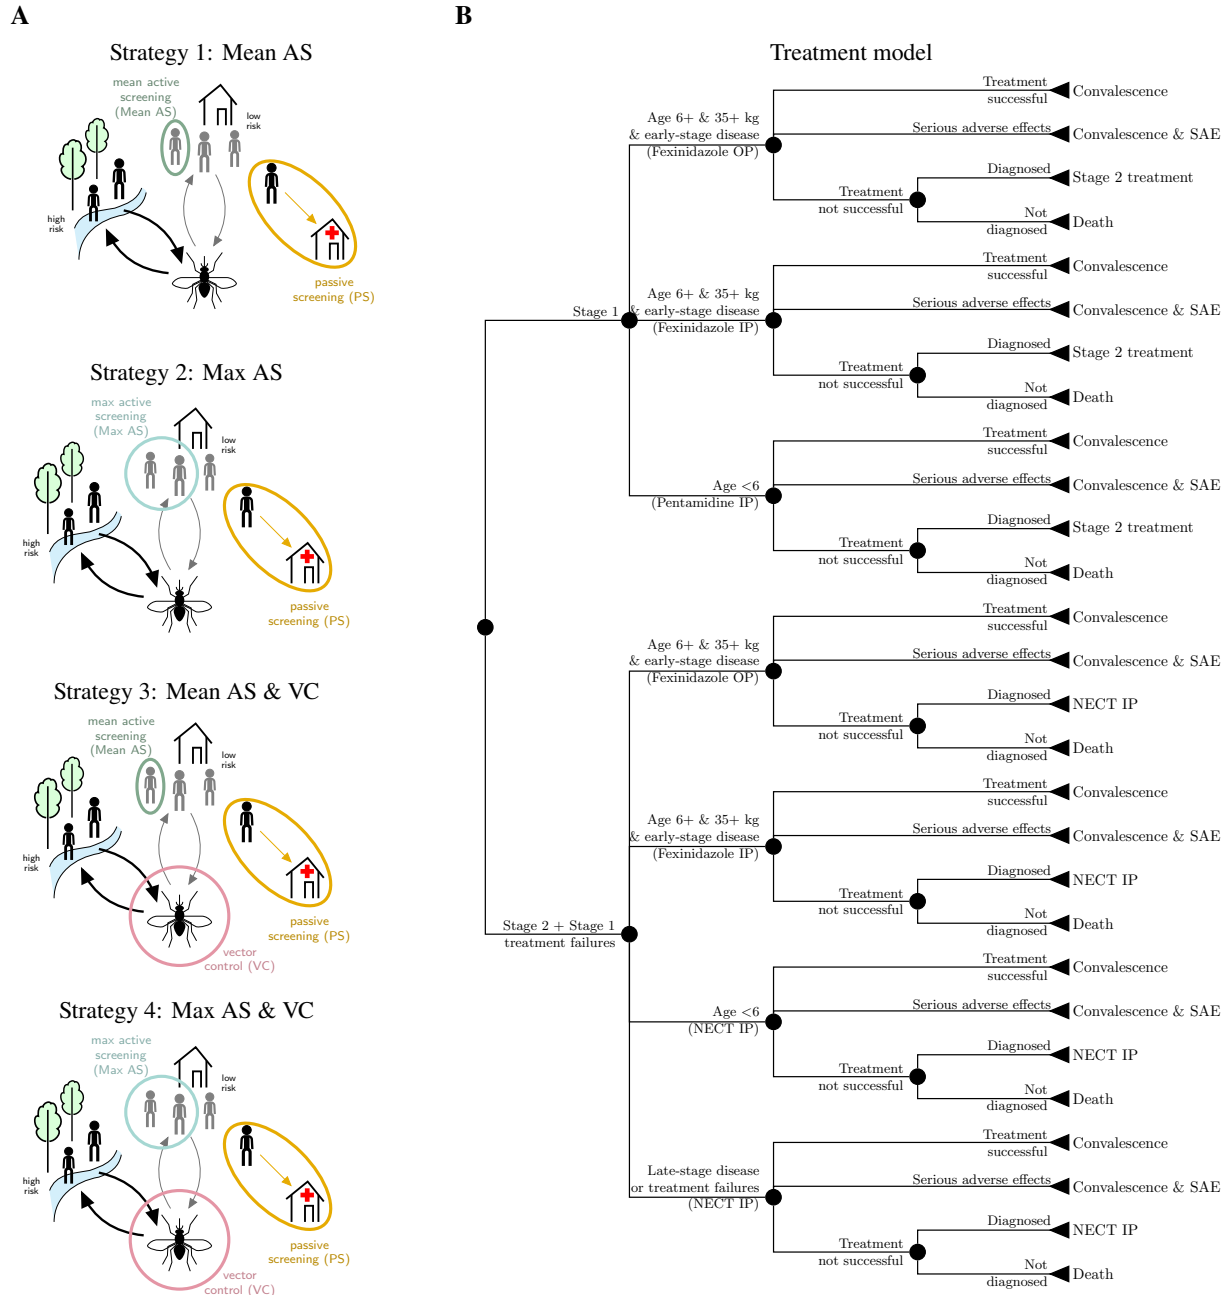 A
Strategy 1: Mean AS
mean active
screening
(Mean AS)
low
risk
high
risk
passive
screening (PS)
Strategy 2: Max AS
max active
screening
(Max AS)
low
risk
high
risk
passive
screening (PS)
Strategy 3: Mean AS & VC
mean active
screening
(Mean AS)
low
risk
high
risk
passive
screening (PS)
vector
control (VC)
Strategy 4: Max AS & VC
max active
screening
(Max AS)
low
risk
high
risk
passive
screening (PS)
vector
control (VC)
B
Treatment model
Stage 1
Age 6+ & 35+ kg
& early-stage disease
(Fexinidazole OP)
Treatment
successful
Convalescence
Serious adverse effects
Convalescence & SAE
Treatment
not successful
Diagnosed
Stage 2 treatment
Not
diagnosed
Death
Age 6+ & 35+ kg
& early-stage disease
(Fexinidazole IP)
Treatment
successful
Convalescence
Serious adverse effects
Convalescence & SAE
Treatment
not successful
Diagnosed
Stage 2 treatment
Not
diagnosed
Death
Age <6
(Pentamidine IP)
Treatment
successful
Convalescence
Serious adverse effects
Convalescence & SAE
Treatment
not successful
Diagnosed
Stage 2 treatment
Not
diagnosed
Death
Stage 2 + Stage 1
treatment failures
Age 6+ & 35+ kg
& early-stage disease
(Fexinidazole OP)
Treatment
successful
Convalescence
Serious adverse effects
Convalescence & SAE
Treatment
not successful
Diagnosed
NECT IP
Not
diagnosed
Death
Age 6+ & 35+ kg
& early-stage disease
(Fexinidazole IP)
Treatment
successful
Convalescence
Serious adverse effects
Convalescence & SAE
Treatment
not successful
Diagnosed
NECT IP
Not
diagnosed
Death
Age <6
(NECT IP)
Treatment
successful
Convalescence
Serious adverse effects
Convalescence & SAE
Treatment
not successful
Diagnosed
NECT IP
Not
diagnosed
Death
Late-stage disease
or treatment failures
(NECT IP)
Treatment
successful
Convalescence
Serious adverse effects
Convalescence & SAE
Treatment
not successful
Diagnosed
NECT IP
Not
diagnosed
Death